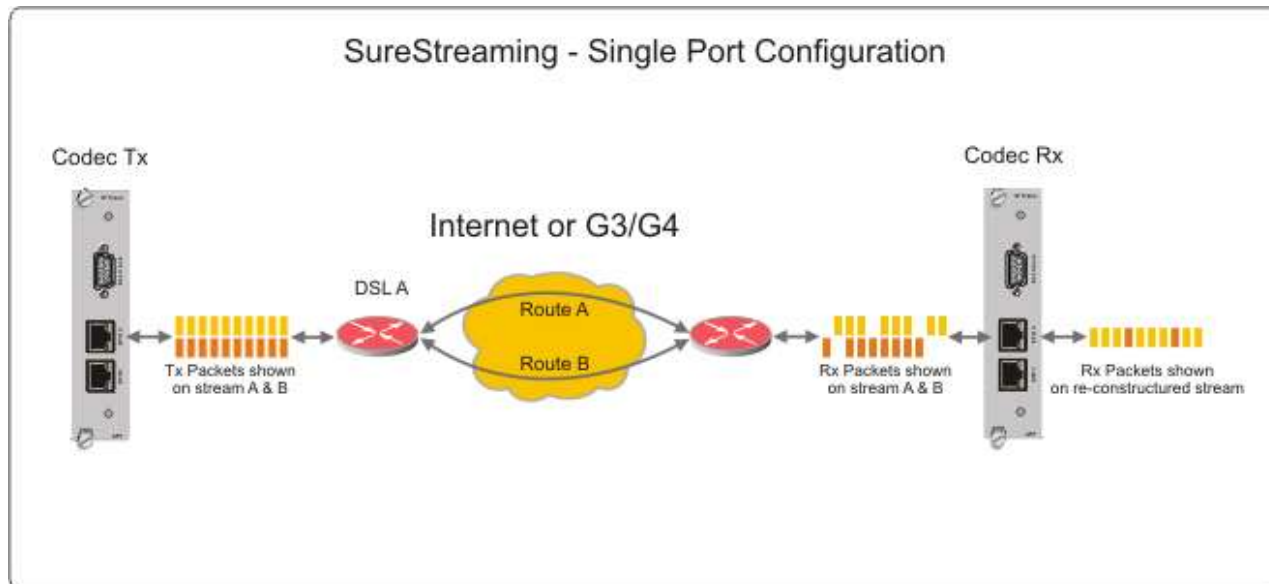 SureStreaming - Single Port Configuration
Codec Tx
Codec Rx
Internet or G3/G4
DSL A
Route A
Route B
Tx Packets shown
on stream A & B
Rx Packets shown
on stream A & B
Rx Packets shown
on re-constructured stream